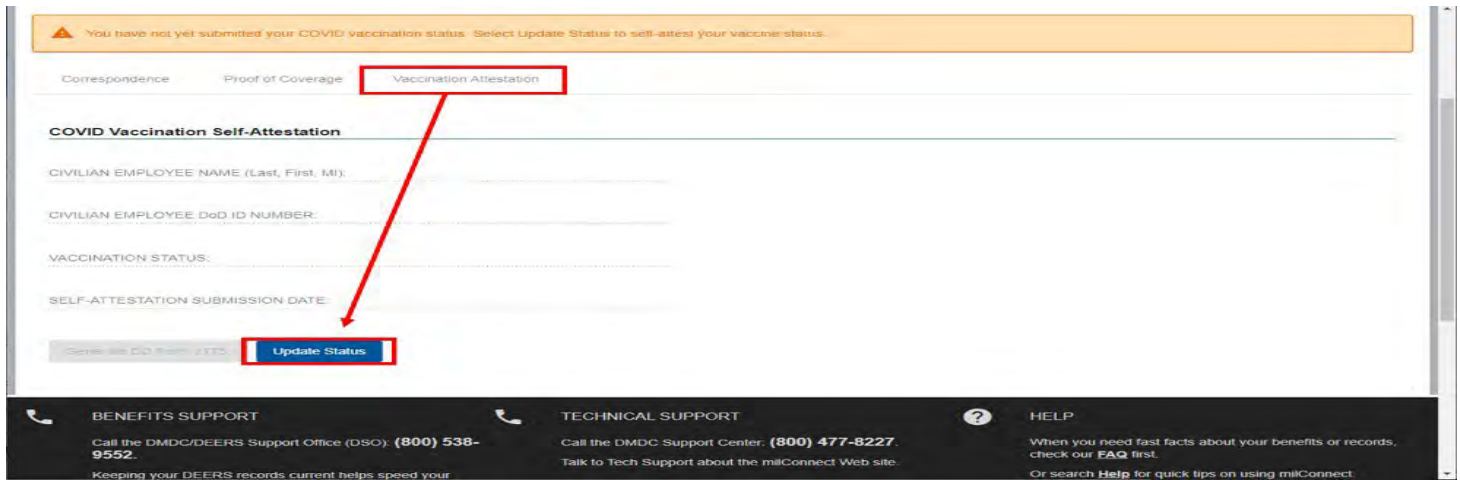 You have not yet submitted your COVID vaccination status. Select Update Status to self-attest your vaccine status.
Correspondence Proof of Coverage Vaccination Attestation
COVID Vaccination Self-Attestation
CIVILIAN EMPLOYEE NAME (Last, First, MI):
CIVILIAN EMPLOYEE DoD ID NUMBER:
VACCINATION STATUS:
SELF-ATTESTATION SUBMISSION DATE:
Generate DD Form Update Status
BENEFITS SUPPORT
Call the DMDC/DEERS Support Office (DSO): (800) 538-
9552.
Keeping your DEERS records current helps speed your
TECHNICAL SUPPORT
Call the DMDC Support Center: (800) 477-8227.
Talk to Tech Support about the milConnect Web site.
HELP
When you need fast facts about your benefits or records,
check our FAQ first.
Or search Help for quick tips on using milConnect